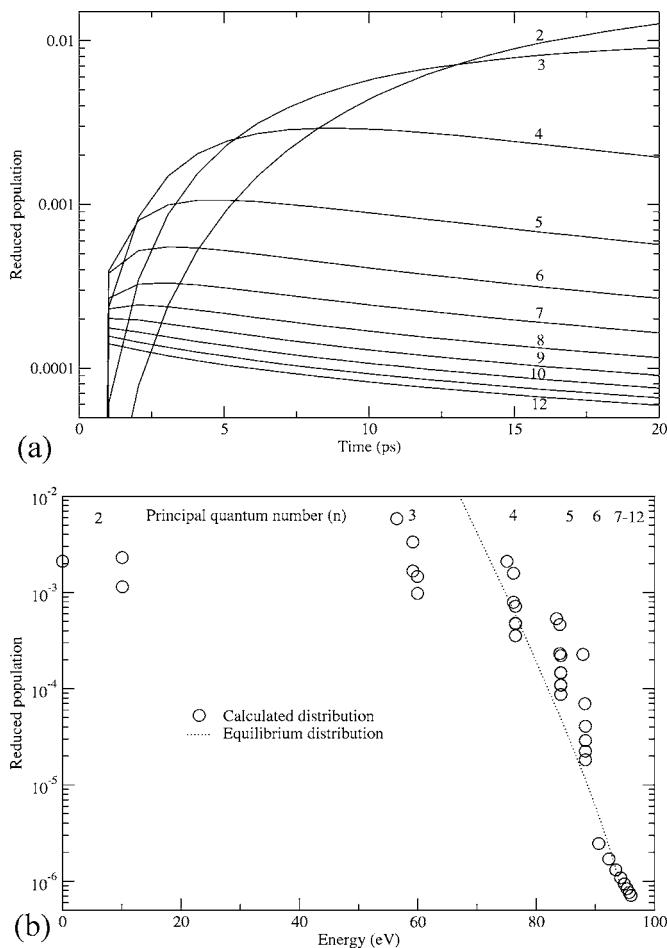 0.01
0.001
0.0001
Reduced population
2
3
4
5
6
7
8
9
10
12
0
5
10
15
20
Time (ps)
(a)
10-2
10-3
10-4
10-5
10-6
Reduced population
2 Principal quantum number (n) 3 4 5 6 7-12
Calculated distribution
Equilibrium distribution
0 20 40 60 80 100
Energy (eV)
(b)